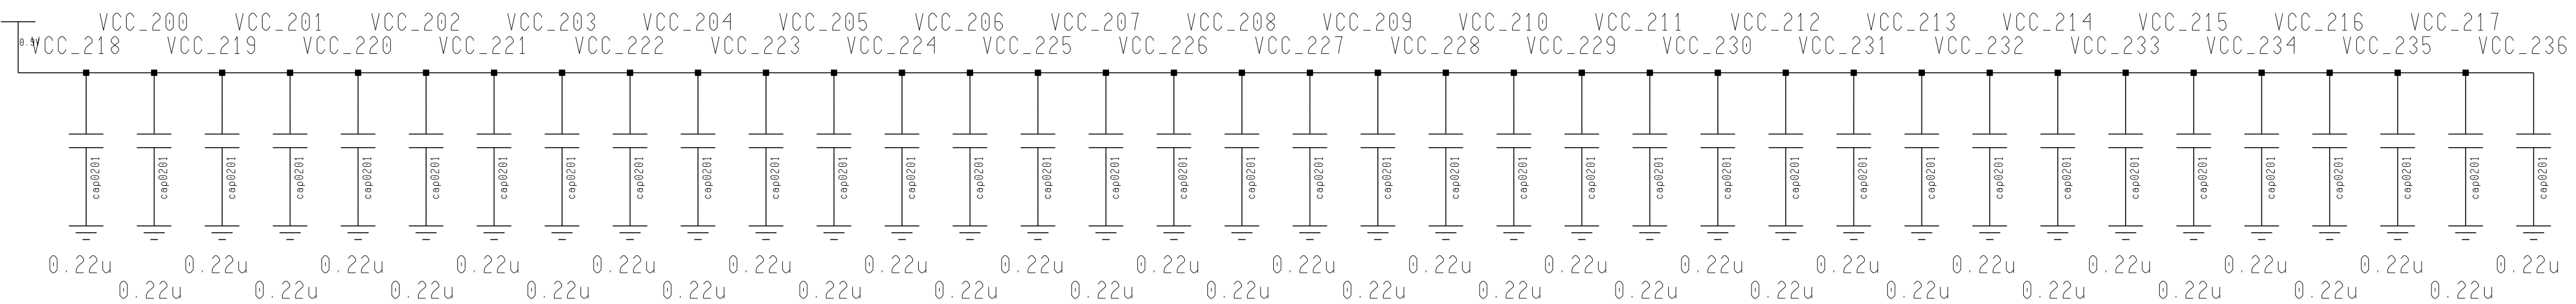 VCC_200 VCC_201 VCC_202 VCC_203 VCC_204 VCC_205 VCC_206 VCC_207 VCC_208 VCC_209 VCC_210 VCC_211 VCC_212 VCC_213 VCC_214 VCC_215 VCC_216 VCC_217
0.9V
VCC_218 VCC_219 VCC_220 VCC_221 VCC_222 VCC_223 VCC_224 VCC_225 VCC_226 VCC_227 VCC_228 VCC_229 VCC_230 VCC_231 VCC_232 VCC_233 VCC_234 VCC_235 VCC_236
cap0201 cap0201 cap0201 cap0201 cap0201 cap0201 cap0201 cap0201 cap0201 cap0201 cap0201 cap0201 cap0201 cap0201 cap0201 cap0201 cap0201 cap0201 cap0201 cap0201 cap0201 cap0201 cap0201 cap0201 cap0201 cap0201 cap0201 cap0201 cap0201 cap0201 cap0201 cap0201 cap0201 cap0201 cap0201 cap0201 cap0201
0.22u 0.22u 0.22u 0.22u 0.22u 0.22u 0.22u 0.22u 0.22u 0.22u 0.22u 0.22u 0.22u 0.22u 0.22u 0.22u 0.22u 0.22u 0.22u
0.22u 0.22u 0.22u 0.22u 0.22u 0.22u 0.22u 0.22u 0.22u 0.22u 0.22u 0.22u 0.22u 0.22u 0.22u 0.22u 0.22u 0.22u